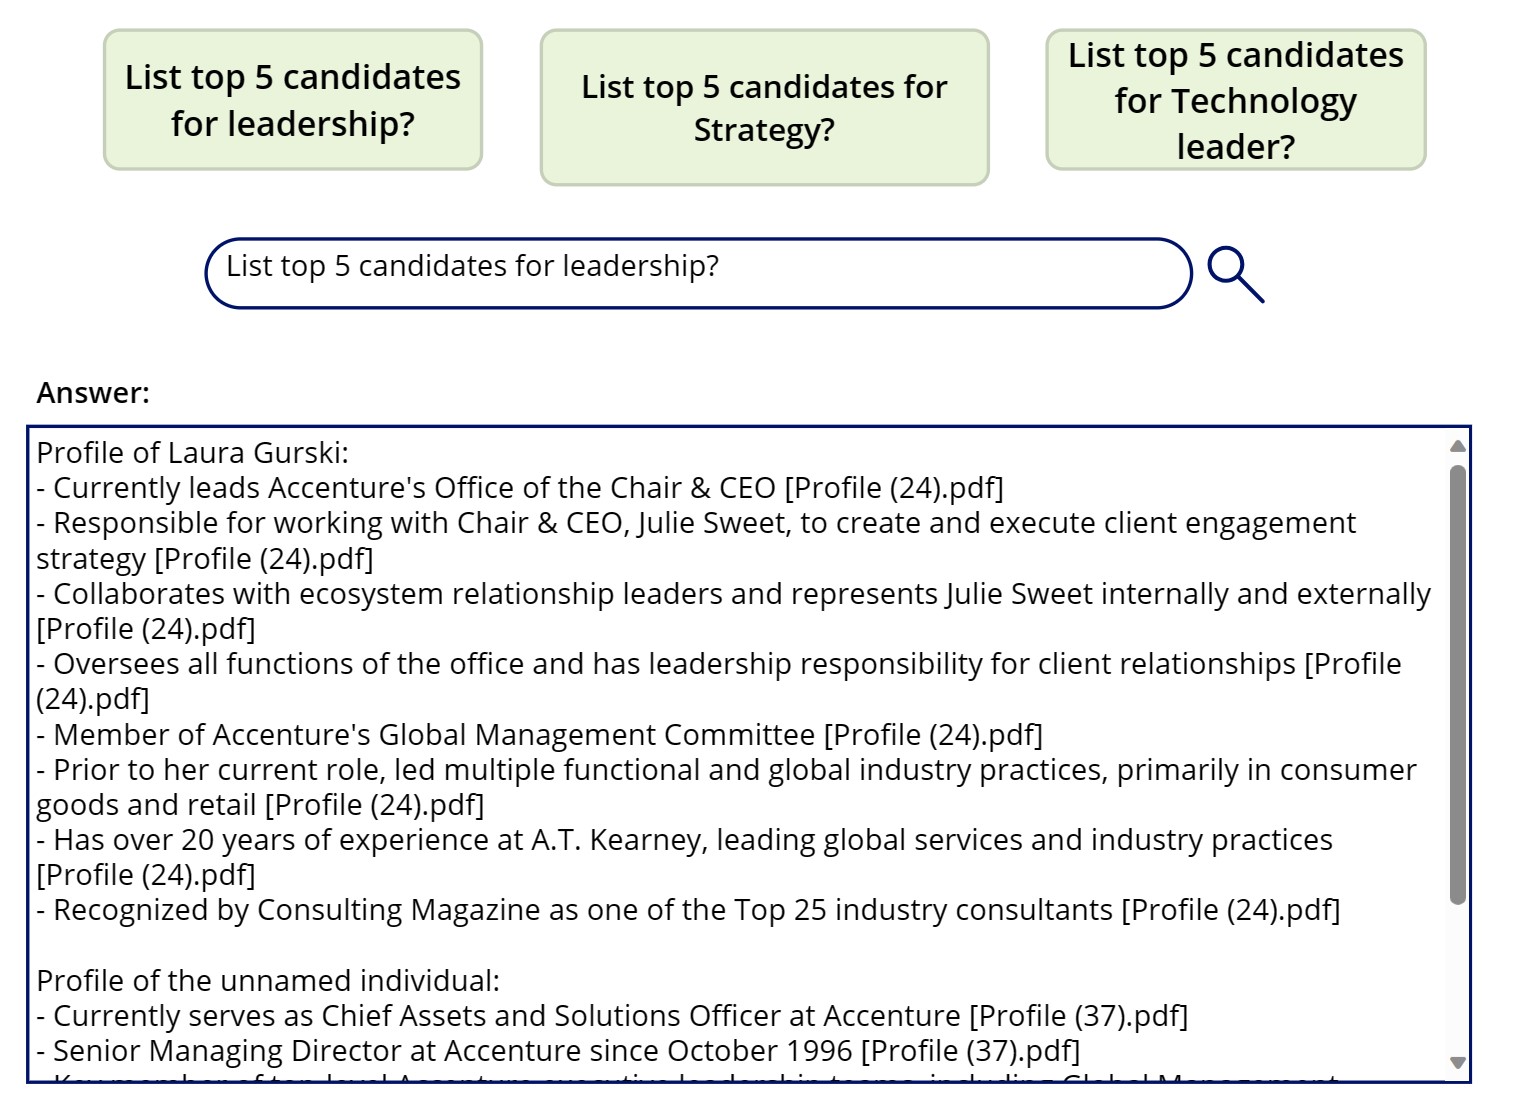 List top 5 candidates
for leadership?
List top 5 candidates for
Strategy?
List top 5 candidates
for Technology
leader?
List top 5 candidates for leadership?
Answer:
Profile of Laura Gurski:
- Currently leads Accenture's Office of the Chair & CEO [Profile (24).pdf]
- Responsible for working with Chair & CEO, Julie Sweet, to create and execute client engagement
strategy [Profile (24).pdf]
- Collaborates with ecosystem relationship leaders and represents Julie Sweet internally and externally
[Profile (24).pdf]
- Oversees all functions of the office and has leadership responsibility for client relationships [Profile
(24).pdf]
- Member of Accenture's Global Management Committee [Profile (24).pdf]
- Prior to her current role, led multiple functional and global industry practices, primarily in consumer
goods and retail [Profile (24).pdf]
- Has over 20 years of experience at A.T. Kearney, leading global services and industry practices
[Profile (24).pdf]
- Recognized by Consulting Magazine as one of the Top 25 industry consultants [Profile (24).pdf]
Profile of the unnamed individual:
- Currently serves as Chief Assets and Solutions Officer at Accenture [Profile (37).pdf]
- Senior Managing Director at Accenture since October 1996 [Profile (37).pdf]